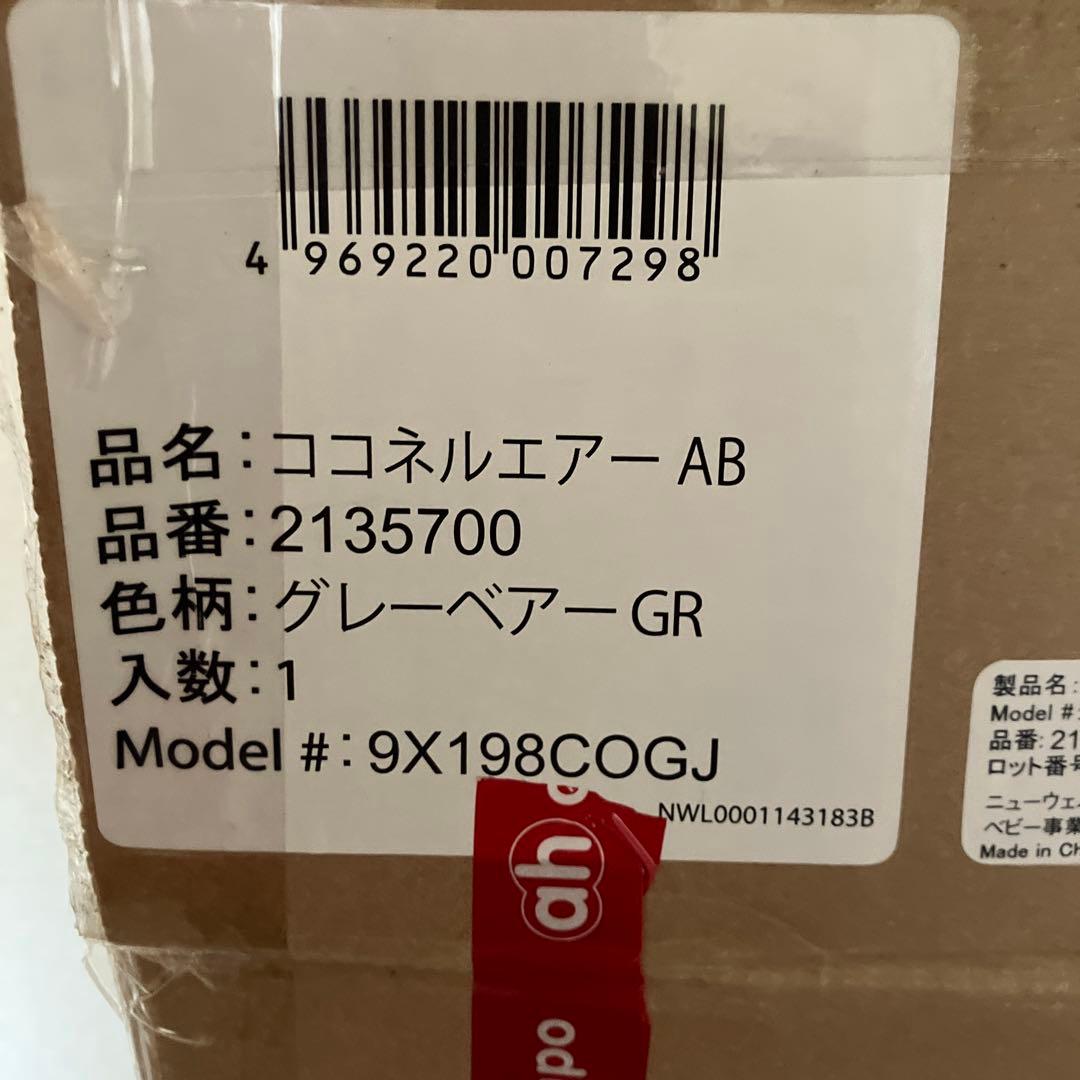 4 969220 007298
品名:ココネルエアー AB
品番:2135700
色柄:グレーベアー GR
入数:1
Model #:9X198COGJ
NWL0001143183B
製品名:
Model #:
品番: 21
ロット番号
ニューウェ
ベビー事業
Made in Ch
ah